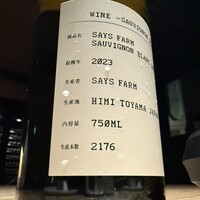 WINE -SAUVIGNON
商品名 SAYS FARM
SAUVIGNON BLANC
収穫年 2023
生産者 SAYS FARM
生産地 HIMI TOYAMA JAPAN
内容量 750ML
生産本数 2176